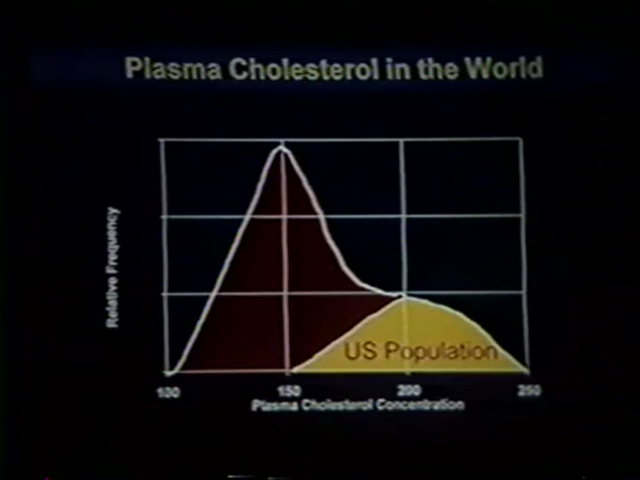 Plasma Cholesterol in the World
Relative Frequency
US Population
100 150 200 250
Plasma Cholesterol Concentration